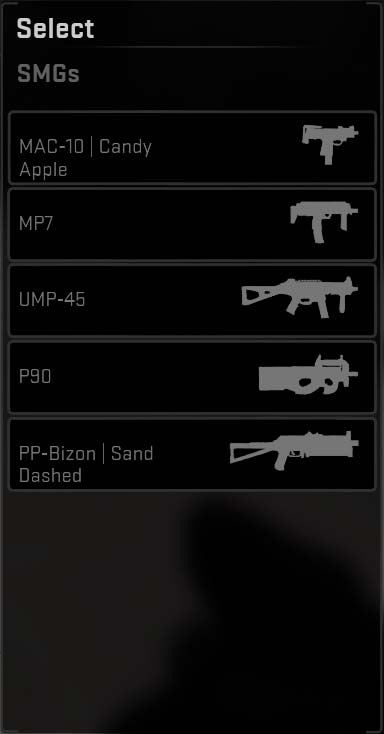 Select
SMGs
MAC-10 | Candy
Apple
MP7
UMP-45
P90
PP-Bizon | Sand
Dashed